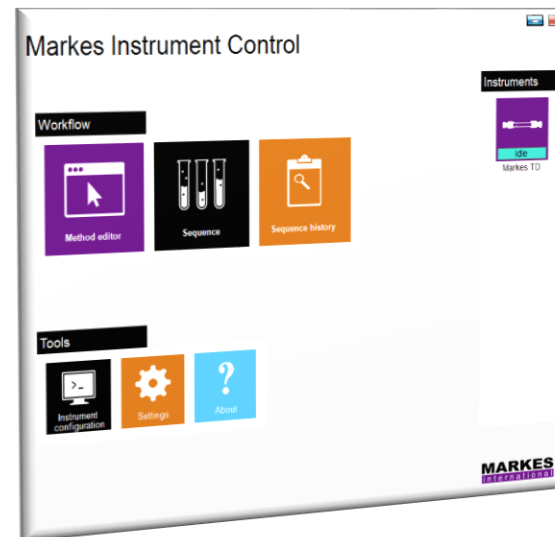 Markes Instrument Control
Instruments
Idle
Markes TD
Workflow
Method editor
Sequence
Sequence history
Tools
>_
Instrument
configuration
Settings
?
About
MARKES
international